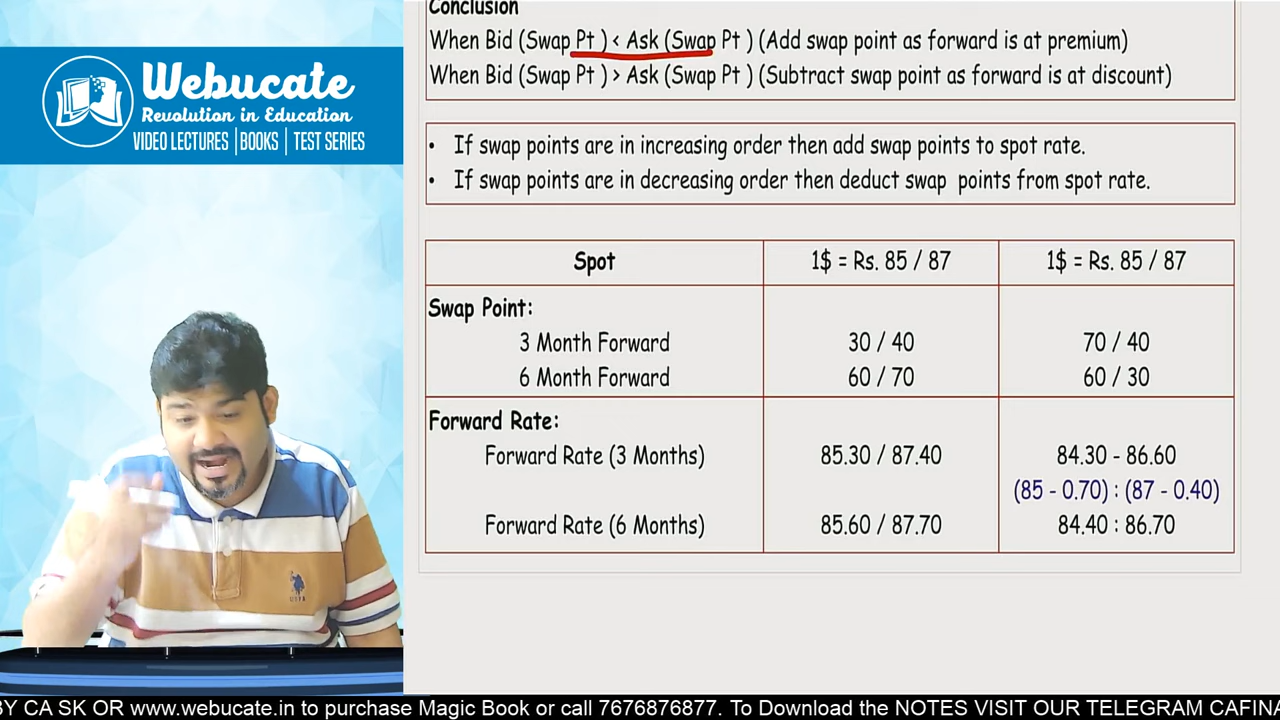 Webucate
Revolution in Education
VIDEO LECTURES | BOOKS | TEST SERIES
Conclusion
When Bid (Swap Pt ) < Ask (Swap Pt ) (Add swap point as forward is at premium)
When Bid (Swap Pt ) > Ask (Swap Pt ) (Subtract swap point as forward is at discount)
• If swap points are in increasing order then add swap points to spot rate.
• If swap points are in decreasing order then deduct swap points from spot rate.
Spot 1$ = Rs. 85 / 87 1$ = Rs. 85 / 87
Swap Point:
3 Month Forward 30 / 40 70 / 40
6 Month Forward 60 / 70 60 / 30
Forward Rate:
Forward Rate (3 Months) 85.30 / 87.40 84.30 - 86.60
(85 - 0.70) : (87 - 0.40)
Forward Rate (6 Months) 85.60 / 87.70 84.40 : 86.70
USPA
BY CA SK OR www.webucate.in to purchase Magic Book or call 7676876877. To Download the NOTES VISIT OUR TELEGRAM CAFINA